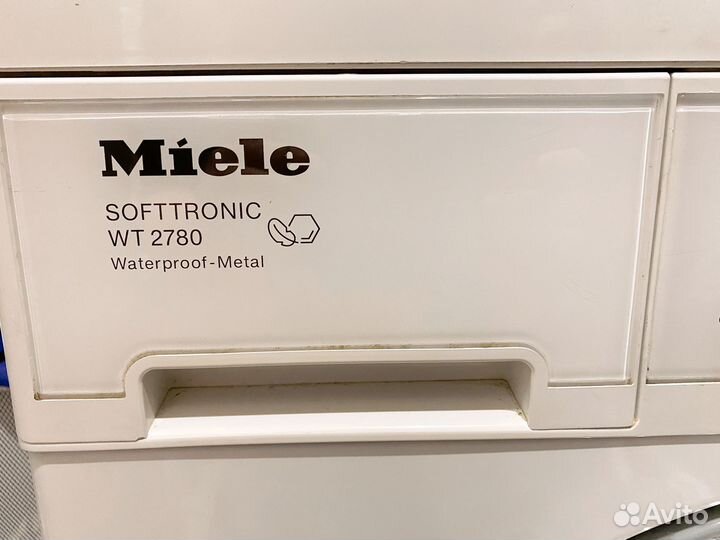 Miele
SOFTTRONIC
WT 2780
Waterproof-Metal
Avito